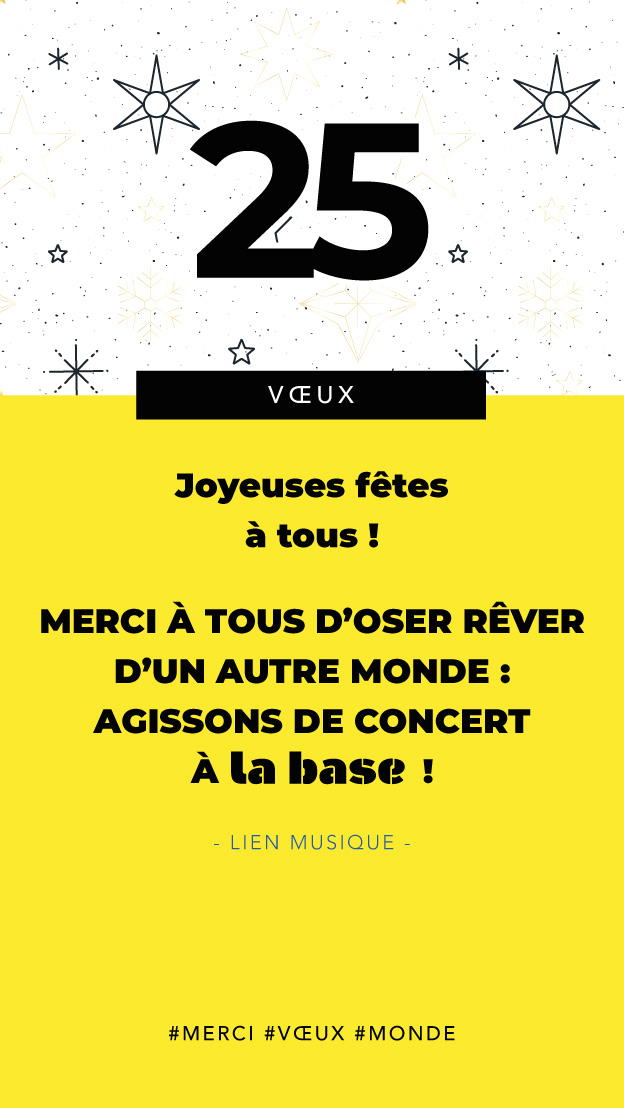 25
VŒUX
Joyeuses fêtes
à tous !
MERCI À TOUS D’OSER RÊVER
D’UN AUTRE MONDE :
AGISSONS DE CONCERT
À la base !
- LIEN MUSIQUE -
#MERCI #VŒUX #MONDE